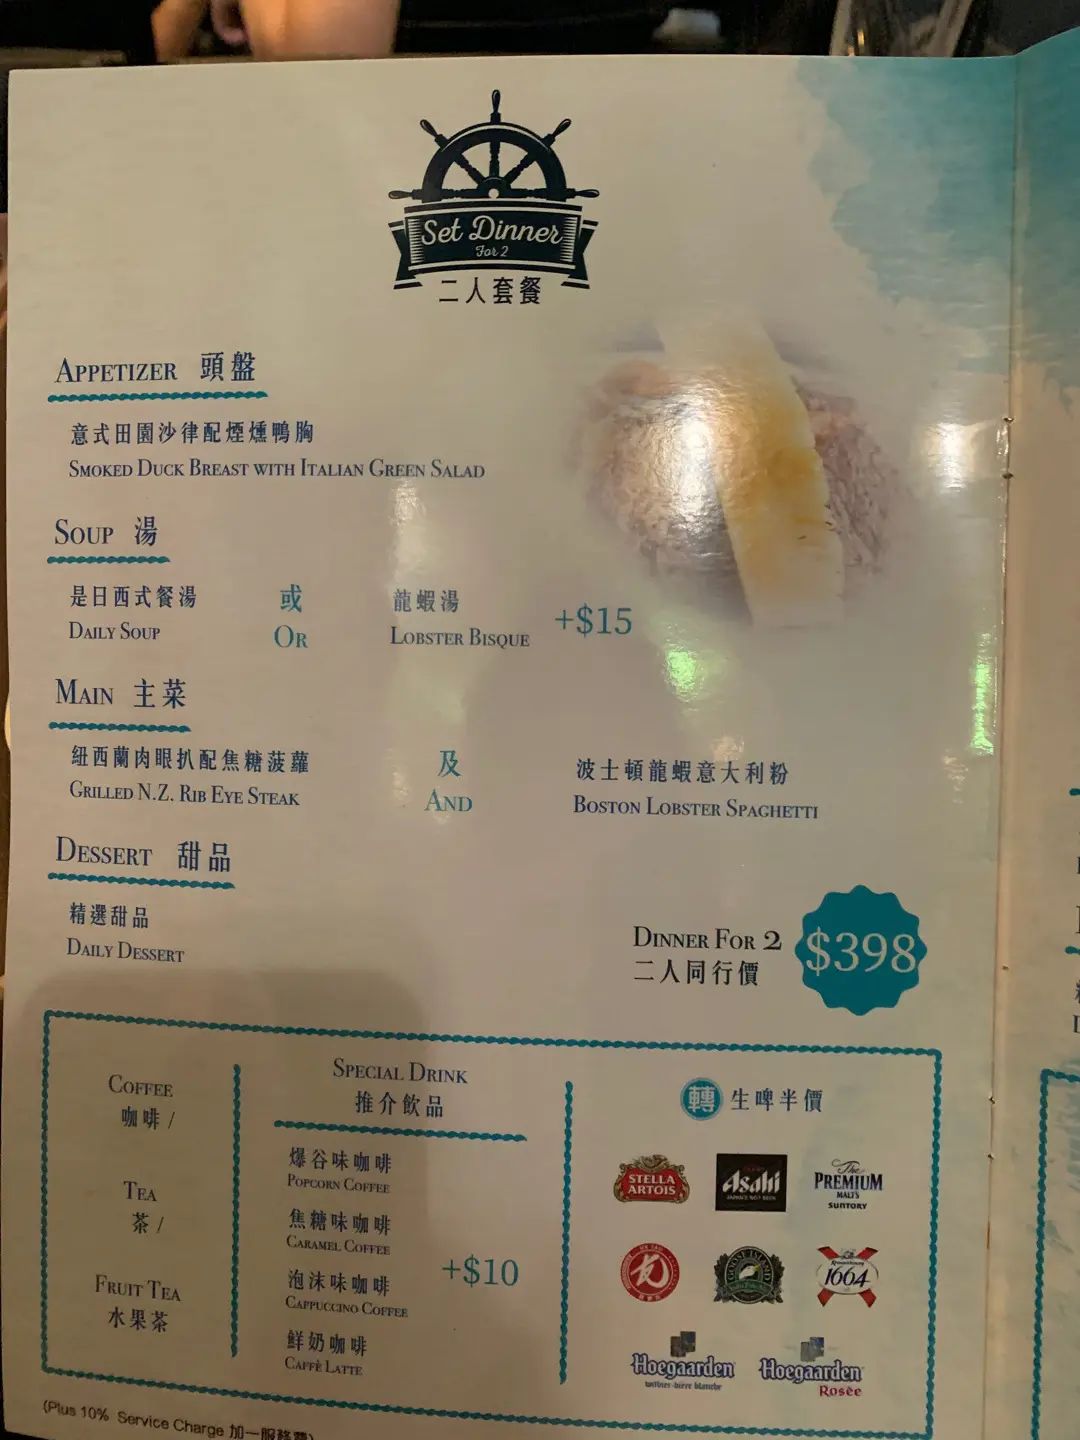 Set Dinner
For 2
二人套餐
APPETIZER 頭盤
意式田園沙律配煙燻鴨胸
SMOKED DUCK BREAST WITH ITALIAN GREEN SALAD
SOUP 湯
是日西式餐湯 或 龍蝦湯 +$15
DAILY SOUP OR LOBSTER BISQUE
MAIN 主菜
纽西蘭肉眼扒配焦糖菠蘿 及 波士頓龍蝦意大利粉
GRILLED N.Z. RIB EYE STEAK AND BOSTON LOBSTER SPAGHETTI
DESSERT 甜品
精選甜品
DAILY DESSERT
DINNER FOR 2 $398
二人同行價
COFFEE
咖啡 /
TEA
茶 /
FRUIT TEA
水果茶
SPECIAL DRINK
推介飲品
爆谷味咖啡
POPCORN COFFEE
焦糖味咖啡
CARAMEL COFFEE
+$10
泡沫味咖啡
CAPPUCCINO COFFEE
鮮奶咖啡
CAFFÈ LATTE
轉 生啤半價
STELLA ARTOIS
Asahi
The PREMIUM MALT'S SUNTORY
GOOSE ISLAND
Kronenbourg 1664
Hoegaarden
Hoegaarden
Rosée
(Plus 10% Service Charge 加一服務費)